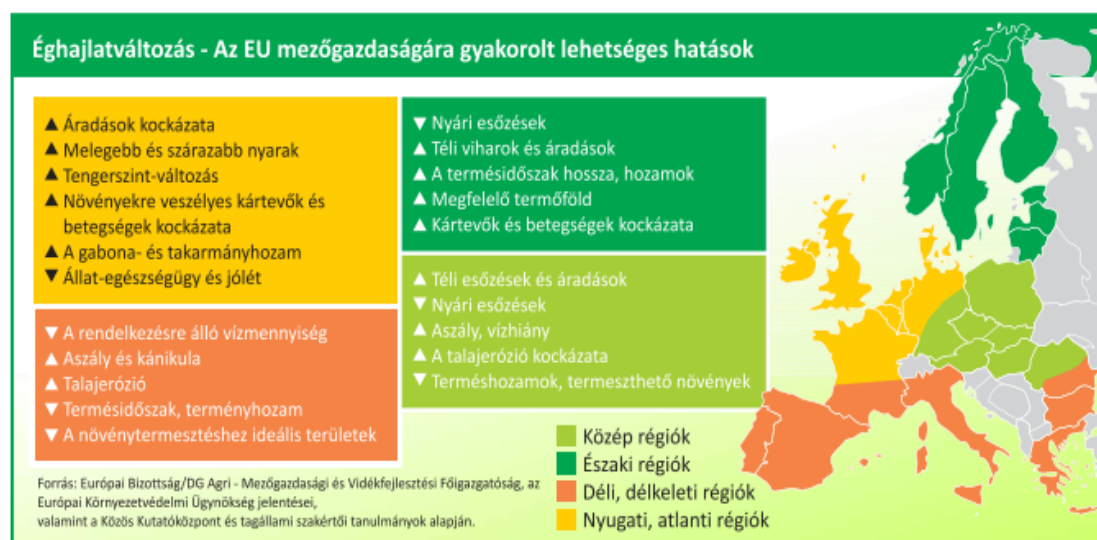 Éghajlatváltozás - Az EU mezőgazdaságára gyakorolt lehetséges hatások
▲ Áradások kockázata
▲ Melegebb és szárazabb nyarak
▲ Tengerszint-változás
▲ Növényekre veszélyes kártevők és
betegségek kockázata
▲ A gabona- és takarmányhozam
▼ Állat-egészségügy és jólét
▼ Nyári esőzések
▲ Téli viharok és áradások
▲ A termésidőszak hossza, hozamok
▲ Megfelelő termőföld
▲ Kártevők és betegségek kockázata
▼ A rendelkezésre álló vízmennyiség
▲ Aszály és kánikula
▲ Talajerózió
▼ Termésidőszak, terményhozam
▼ A növénytermesztéshez ideális területek
▲ Téli esőzések és áradások
▼ Nyári esőzések
▲ Aszály, vízhiány
▲ A talajerózió kockázata
▼ Terméshozamok, termeszthető növények
Közép régiók
Északi régiók
Déli, délkeleti régiók
Nyugati, atlanti régiók
Forrás: Európai Bizottság/DG Agri - Mezőgazdasági és Vidékfejlesztési Főigazgatóság, az
Európai Környezetvédelmi Ügynökség jelentései,
valamint a Közös Kutatóközpont és tagállami szakértői tanulmányok alapján.